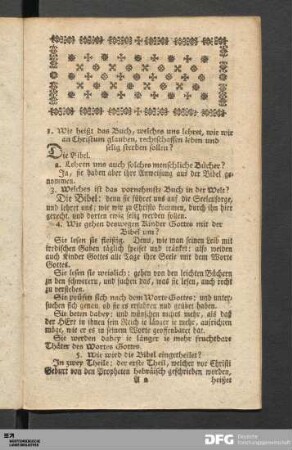 1. Wie heißt das Buch, welches uns lehret, wie wir
an Christum glauben, rechtschaffen leben und
selig sterben sollen?
Die Bibel.
2. Lehren uns auch solches menschliche Bücher?
Ja, sie haben aber ihre Anweisung aus der Bibel ge-
nommen.
3. Welches ist das vornehmste Buch in der Welt?
Die Bibel: denn sie führet uns auf die Seelensorge,
und lehret uns; wie wir zu Christo kommen, durch ihn hier
gerecht, und dorten ewig selig werden sollen.
4. Wie gehen deswegen Kinder Gottes mit der
Bibel um?
Sie lesen sie fleißig. Denn, wie man seinen Leib mit
irrdischen Gaben täglich speiset und tränket: also weiden
auch Kinder Gottes alle Tage ihre Seele mit dem Worte
Gottes.
Sie lesen sie weislich: gehen von den leichten Büchern
zu den schwerern, und suchen das, was sie lesen, auch recht
zu verstehen.
Sie prüfen sich nach dem Wort Gottes: und unter-
suchen sich genau, ob sie es erfahren und geübet haben.
Sie beten dabey: und wünschen nichts mehr, als daß
der HErr in ihnen sein Reich je länger je mehr, aufrichten
möge, wie er es in seinem Worte geoffenbaret hat.
Sie werden dabey je länger je mehr fruchtbare
Thäter des Wortes Gottes.
5. Wie wird die Bibel eingetheilet?
In zwey Theile: der erste Theil, welcher vor Christi
Geburt von den Propheten hebräisch geschrieben worden,
A 2
heißet
DFG
Deutsche
Forschungsgemeinschaft